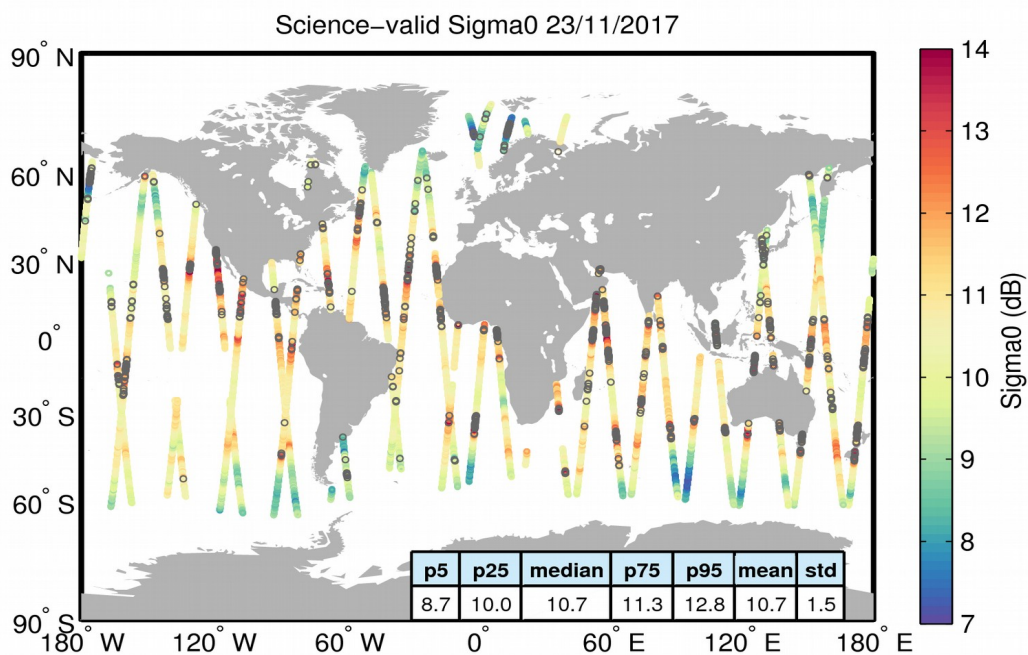 Science−valid Sigma0 23/11/2017
90° N
60° N
30° N
0°
30° S
60° S
90° S
180° W
120° W
60° W
0°
60° E
120° E
180° E
14
13
12
11
10
9
8
7
Sigma0 (dB)
p5 p25 median p75 p95 mean std
8.7 10.0 10.7 11.3 12.8 10.7 1.5